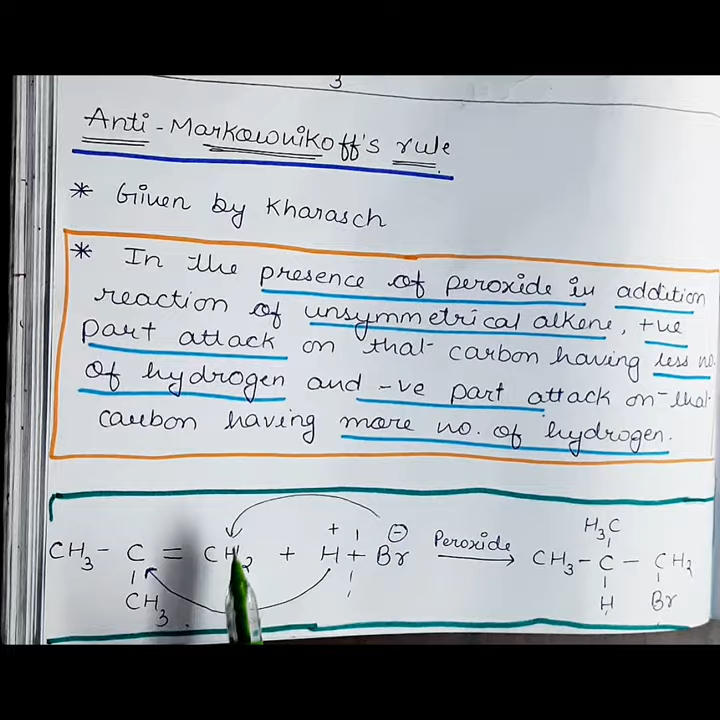 3
Anti-Markownikoff's rule
* Given by Kharasch
* In the presence of peroxide in addition
reaction of unsymmetrical alkene, +ve
part attack on that carbon having less no.
of hydrogen and -ve part attack on that
carbon having more no. of hydrogen.
CH3 - C = CH2 + H + Br Peroxide CH3 - C - CH2
+ -
CH3
H3C
H Br